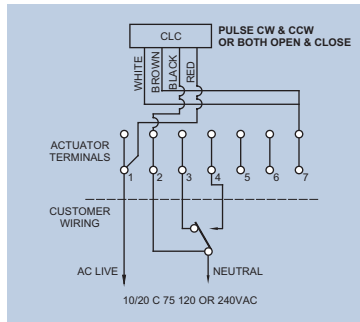 CLC
PULSE CW & CCW
OR BOTH OPEN & CLOSE
WHITE
BROWN
BLACK
RED
ACTUATOR
TERMINALS
1 2 3 4 5 6 7
CUSTOMER
WIRING
AC LIVE
NEUTRAL
10/20 C 75 120 OR 240VAC